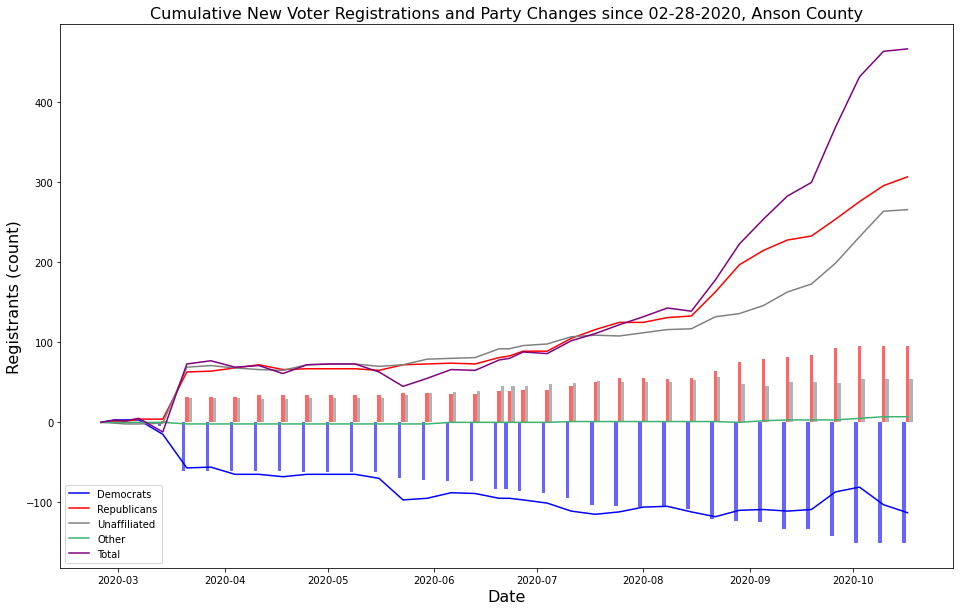 Cumulative New Voter Registrations and Party Changes since 02-28-2020, Anson County
Registrants (count)
400
300
200
100
0
−100
Democrats
Republicans
Unaffiliated
Other
Total
2020-03 2020-04 2020-05 2020-06 2020-07 2020-08 2020-09 2020-10
Date